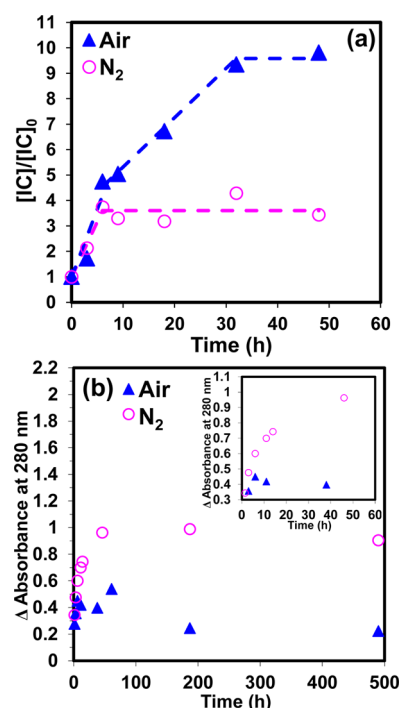 (a)
Air
N2
[IC]/[IC]0
11
10
9
8
7
6
5
4
3
2
1
0
0 10 20 30 40 50 60
Time (h)
(b)
Air
N2
Δ Absorbance at 280 nm
2.2
2
1.8
1.6
1.4
1.2
1
0.8
0.6
0.4
0.2
0
0 100 200 300 400 500
Time (h)
Δ Absorbance at 280 nm
1.1
1
0.9
0.8
0.7
0.6
0.5
0.4
0.3
0 10 20 30 40 50 60
Time (h)